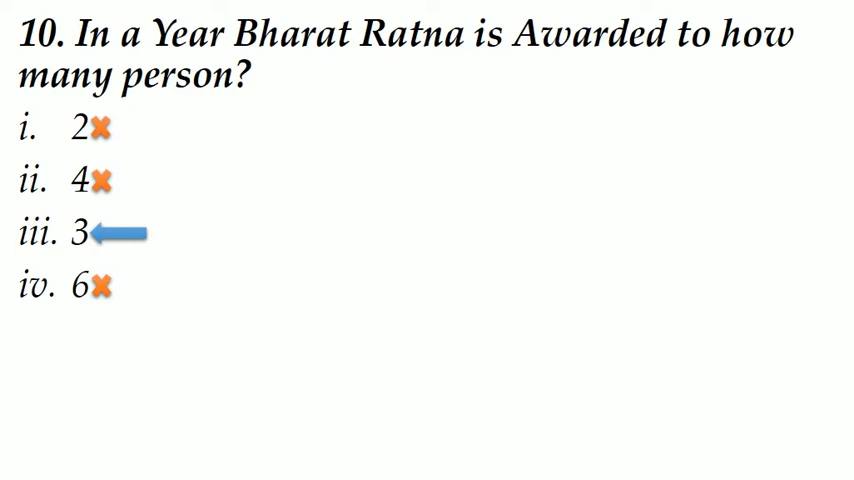 10. In a Year Bharat Ratna is Awarded to how
many person?
i. 2
ii. 4
iii. 3
iv. 6